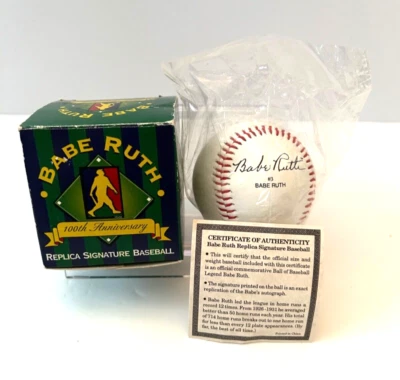 BABE RUTH
100th Anniversary
REPLICA SIGNATURE BASEBALL
Babe Ruth
#3
BABE RUTH
CERTIFICATE OF AUTHENTICITY
Babe Ruth Replica Signature Baseball
• This will certify that the official size and
weight baseball included with this certificate
is an official commemorative Ball of Baseball
Legend Babe Ruth.
• The signature printed on the ball is an exact
replication of the Babe's autograph.
• Babe Ruth led the league in home runs a
record 12 times. From 1926-1931 he averaged
better than 50 home runs each year. His total
of 714 home runs breaks out to one home run
for less than every 12 plate appearances. (By
far, the best of all time.)